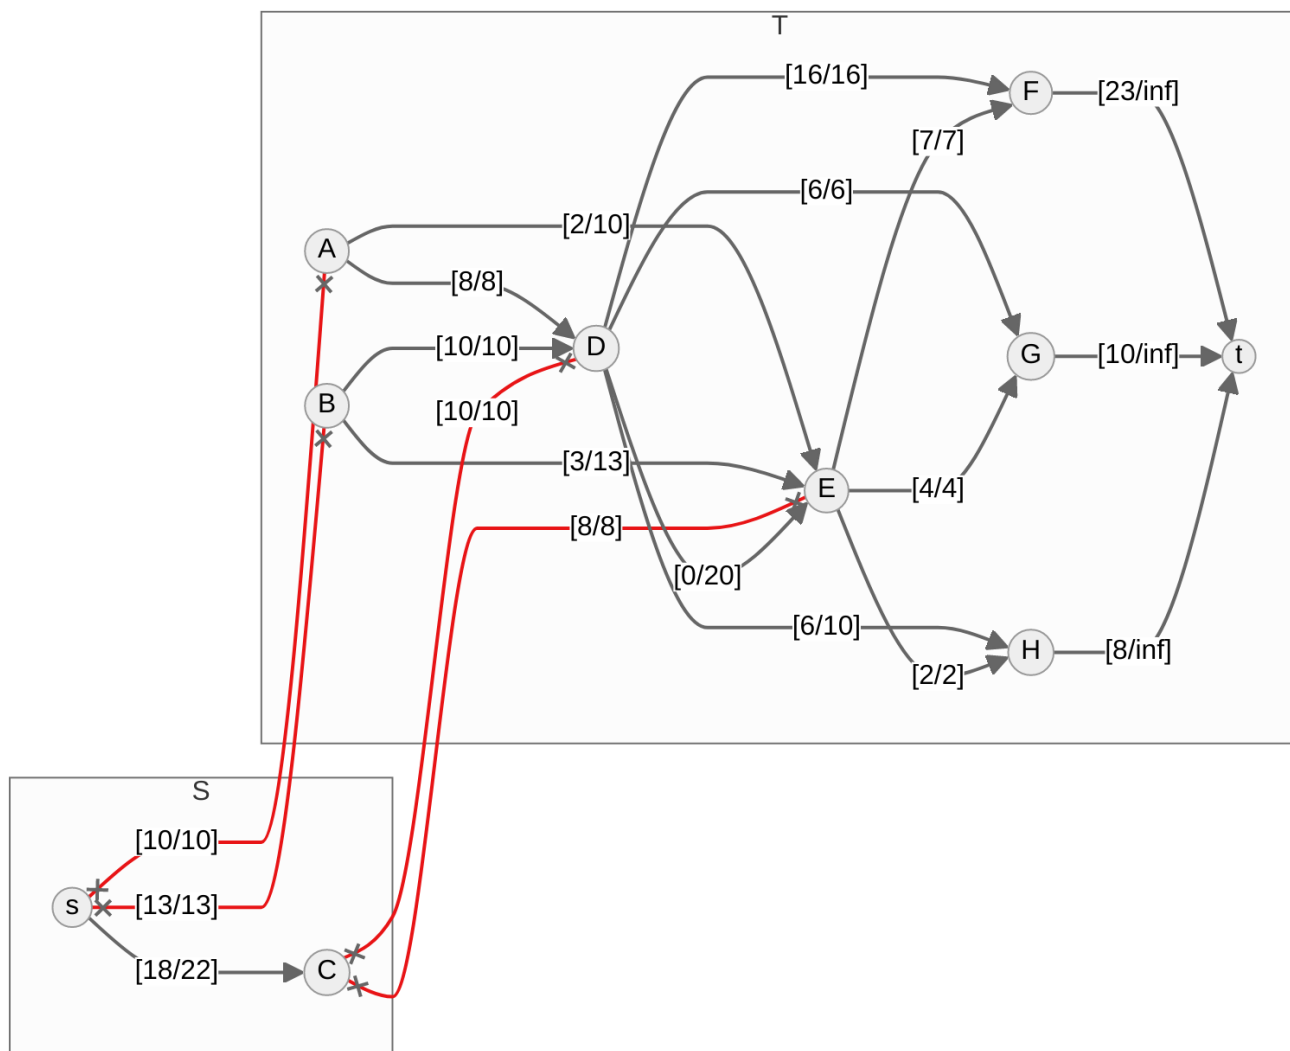 T
[16/16]
F
[23/inf]
[7/7]
[6/6]
[2/10]
A
[8/8]
[10/10]
D
G
[10/inf]
t
B
[10/10]
[3/13]
E
[4/4]
[8/8]
[0/20]
[6/10]
H
[8/inf]
[2/2]
S
[10/10]
s
[13/13]
[18/22]
C